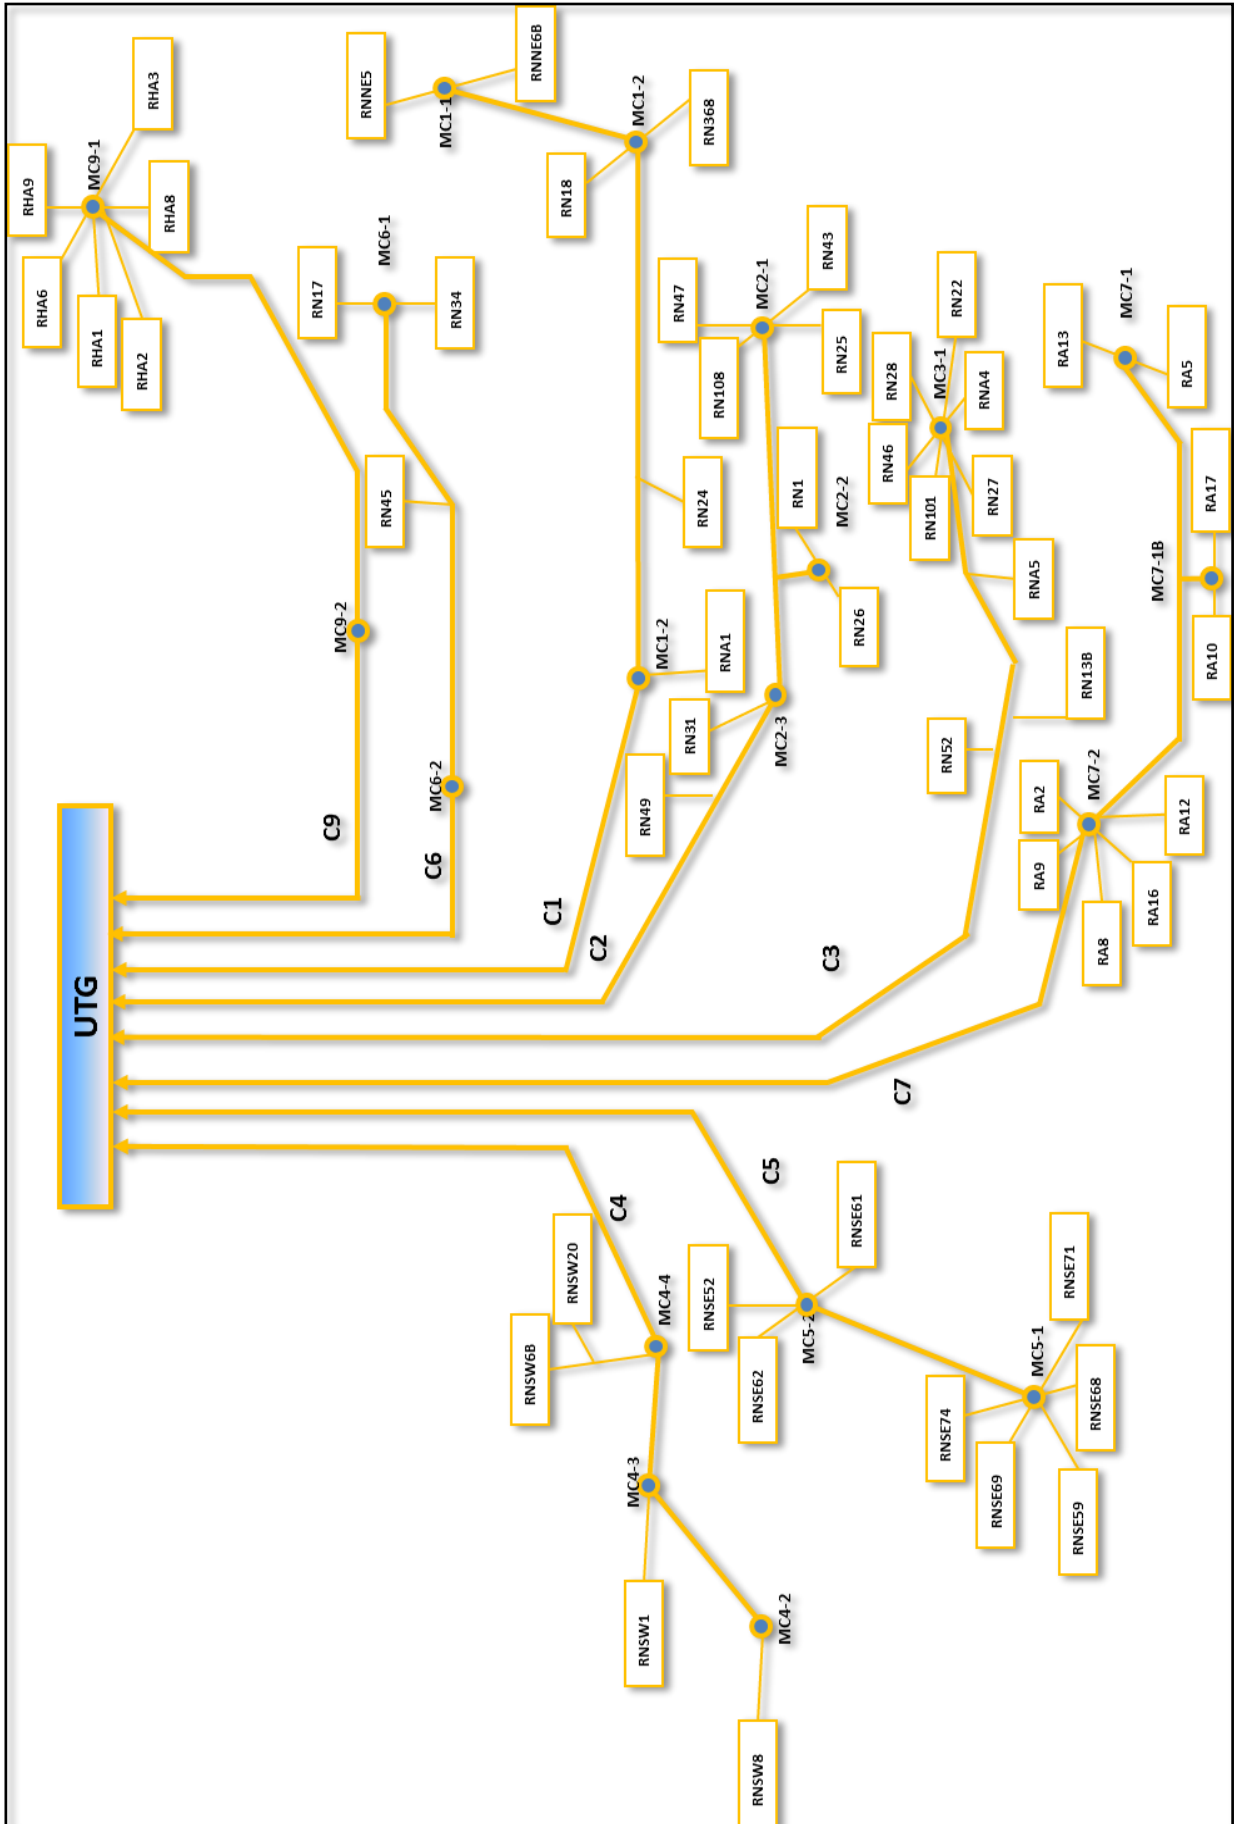 RHA9
RHA3
MC9-1
RHA8
RHA6
RHA1
RHA2
RNNE5
RNNE6B
MC1-1
MC1-2
RN368
RN18
MC6-1
RN17
RN34
RN45
RN24
RN47
MC2-1
RN43
RN108
RN25
RN1
MC2-2
RN26
RN22
RN28
MC3-1
RNA4
RN46
RN101
RN27
RNA5
RN13B
RN52
RA13
MC7-1
RA5
RA17
MC7-1B
RA10
MC9-2
MC6-2
MC1-2
RNA1
RN31
MC2-3
RN49
MC7-2
RA2
RA12
RA9
RA16
RA8
C9
C6
C1
C2
C3
C7
UTG
C5
C4
RNSW20
RNSW6B
MC4-4
MC4-3
RNSW1
MC4-2
RNSW8
RNSE52
RNSE61
MC5-2
RNSE62
RNSE71
MC5-1
RNSE74
RNSE68
RNSE69
RNSE59